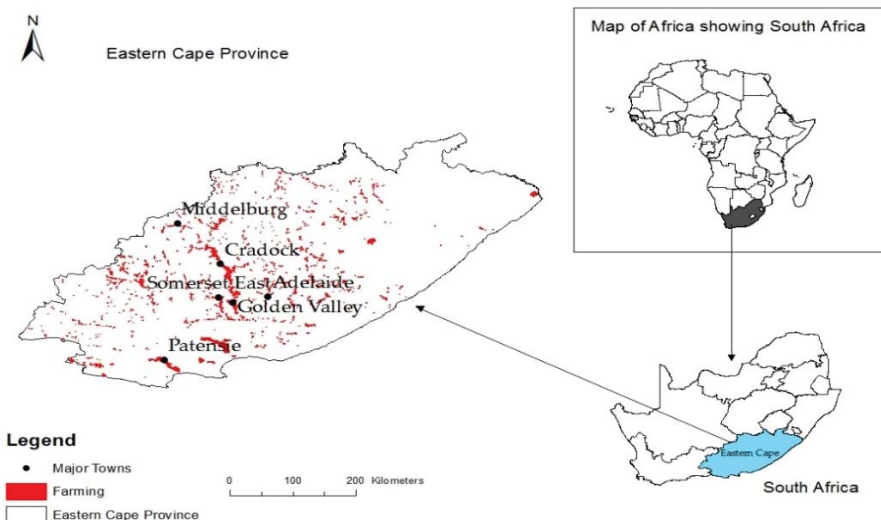 N
Eastern Cape Province
Map of Africa showing South Africa
Middelburg
Cradock
Somerset East Adelaide
Golden Valley
Patensie
Eastern Cape
South Africa
Legend
Major Towns
Farming
Eastern Cape Province
0 100 200 Kilometers